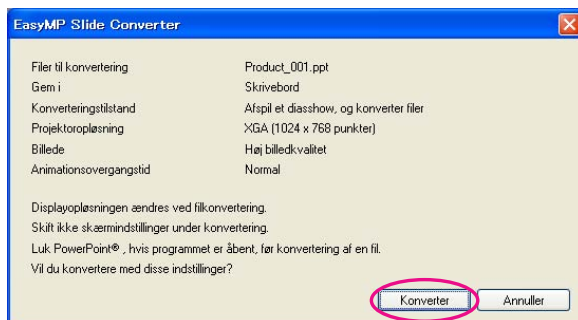 EasyMP Slide Converter
Filer til konvertering Product_001.ppt
Gem i Skrivebord
Konverteringstilstand Afspil et diasshow, og konverter filer
Projektoropløsning XGA (1024 x 768 punkter)
Billede Høj billedkvalitet
Animationsovergangstid Normal
Displayopløsningen ændres ved filkonvertering.
Skift ikke skærmindstillinger under konvertering.
Luk PowerPoint® , hvis programmet er åbent, før konvertering af en fil.
Vil du konvertere med disse indstillinger?
Konverter Annuller